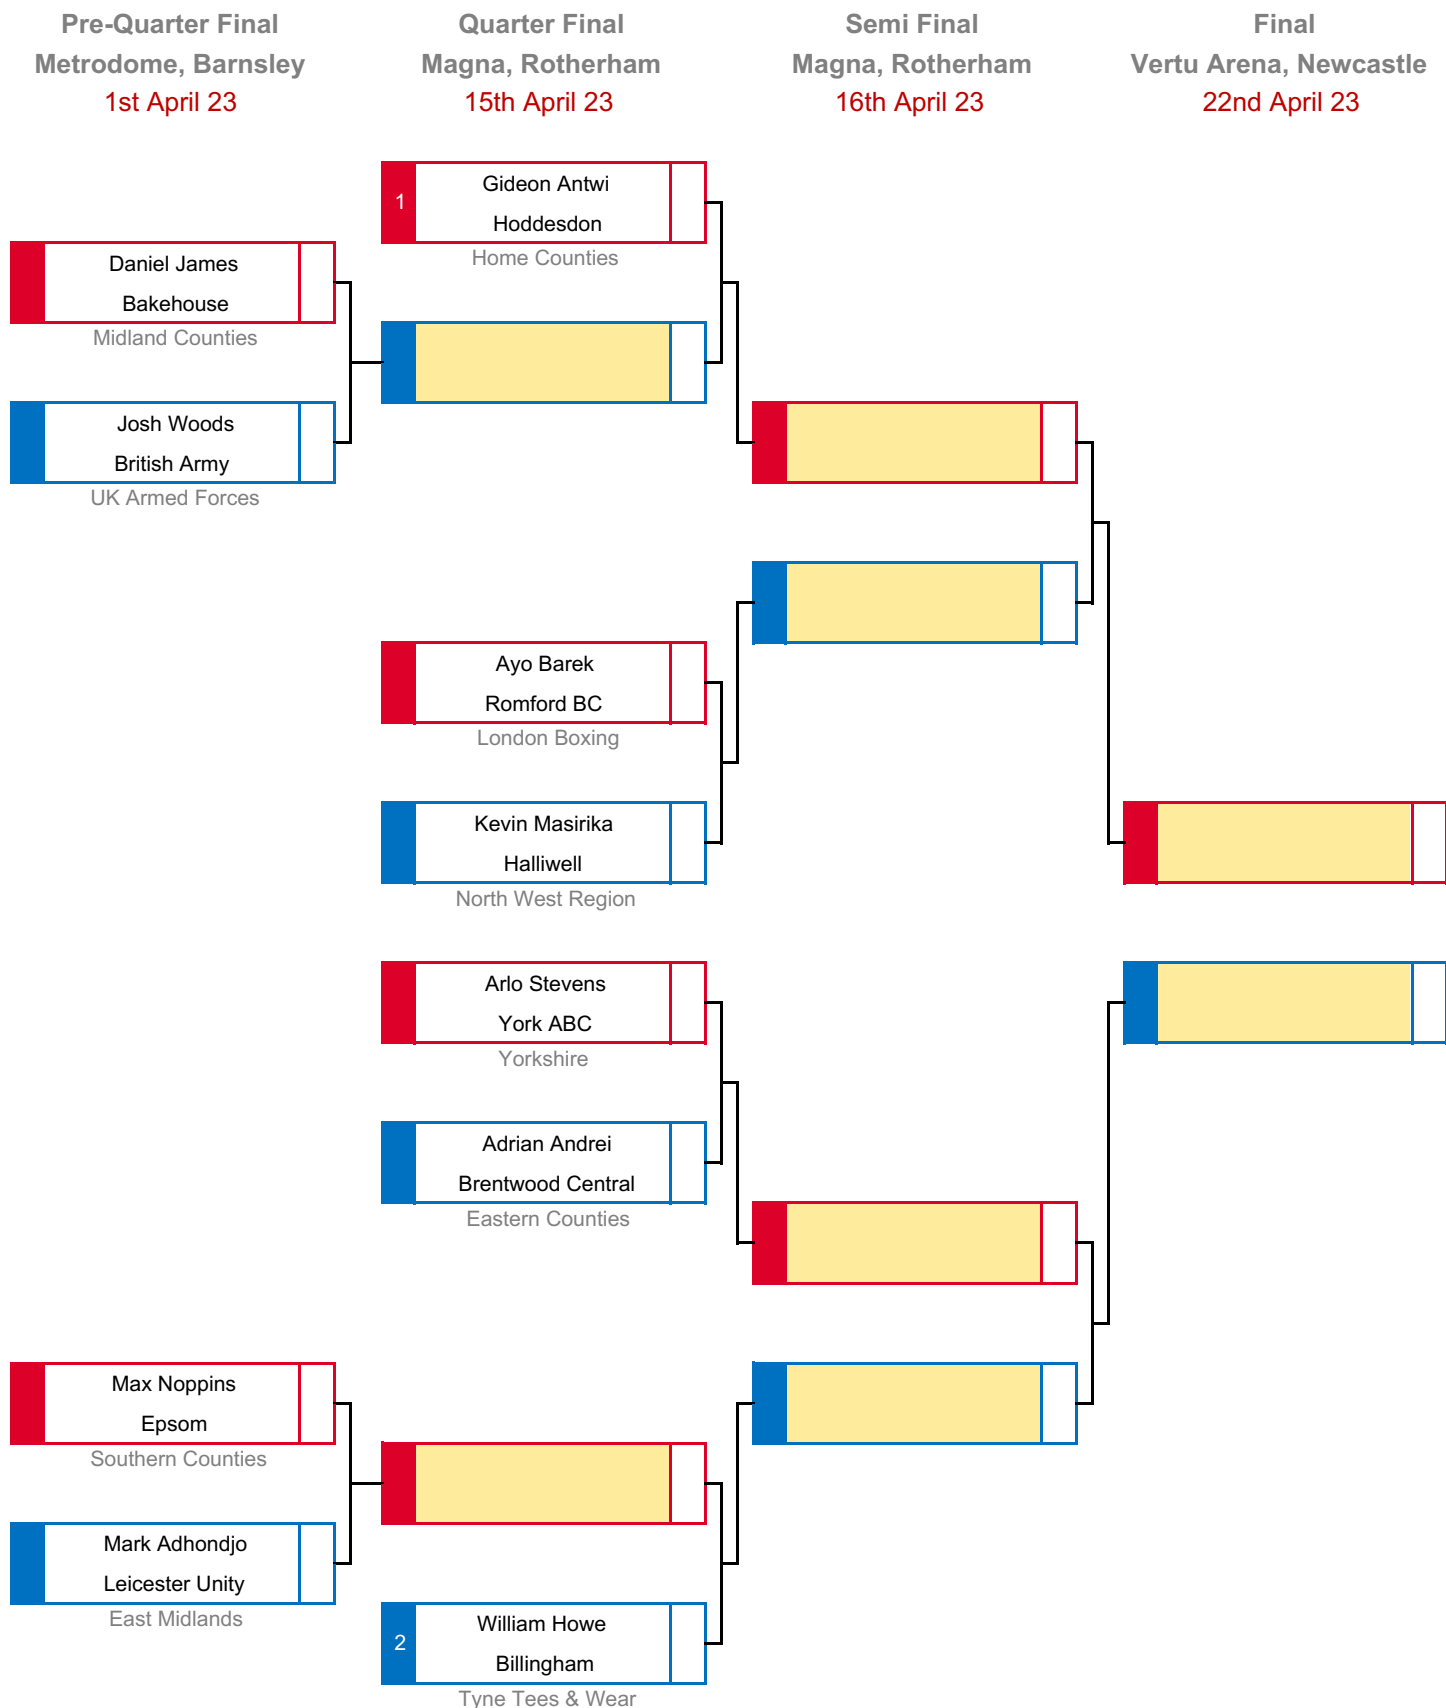 Pre-Quarter Final
Metrodome, Barnsley
1st April 23
Quarter Final
Magna, Rotherham
15th April 23
Semi Final
Magna, Rotherham
16th April 23
Final
Vertu Arena, Newcastle
22nd April 23
Daniel James
Bakehouse
Midland Counties
Josh Woods
British Army
UK Armed Forces
Max Noppins
Epsom
Southern Counties
Mark Adhondjo
Leicester Unity
East Midlands
1
Gideon Antwi
Hoddesdon
Home Counties
Ayo Barek
Romford BC
London Boxing
Kevin Masirika
Halliwell
North West Region
Arlo Stevens
York ABC
Yorkshire
Adrian Andrei
Brentwood Central
Eastern Counties
2
William Howe
Billingham
Tyne Tees & Wear